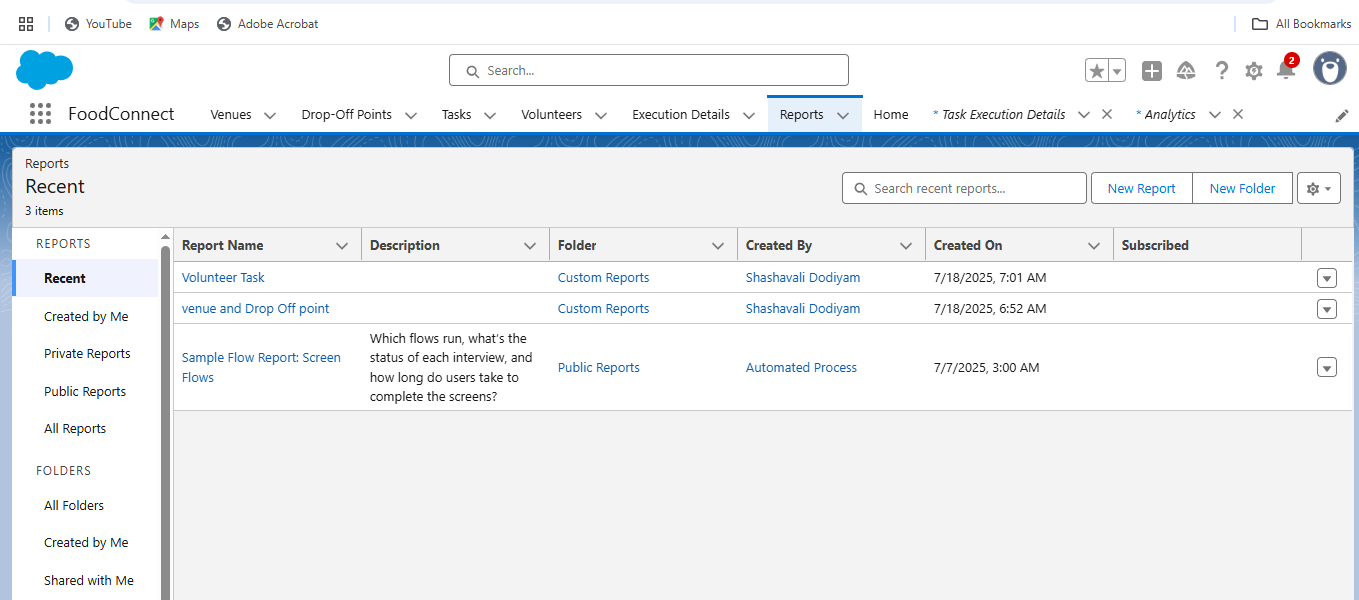 YouTube Maps Adobe Acrobat All Bookmarks
Search...
2
FoodConnect Venues Drop-Off Points Tasks Volunteers Execution Details Reports Home * Task Execution Details * Analytics
Reports
Recent
3 items
Search recent reports...
New Report New Folder
REPORTS
Recent
Created by Me
Private Reports
Public Reports
All Reports
FOLDERS
All Folders
Created by Me
Shared with Me
Report Name Description Folder Created By Created On Subscribed
Volunteer Task Custom Reports Shashavali Dodiyam 7/18/2025, 7:01 AM
venue and Drop Off point Custom Reports Shashavali Dodiyam 7/18/2025, 6:52 AM
Sample Flow Report: Screen
Flows
Which flows run, what's the
status of each interview, and
how long do users take to
complete the screens?
Public Reports Automated Process 7/7/2025, 3:00 AM